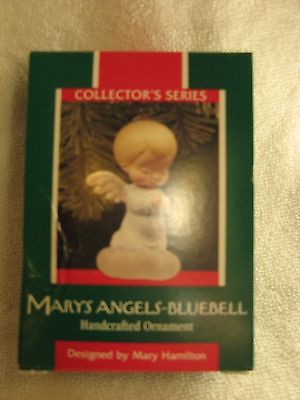 COLLECTOR'S SERIES
MARY'S ANGELS-BLUEBELL
Handcrafted Ornament
Designed by Mary Hamilton